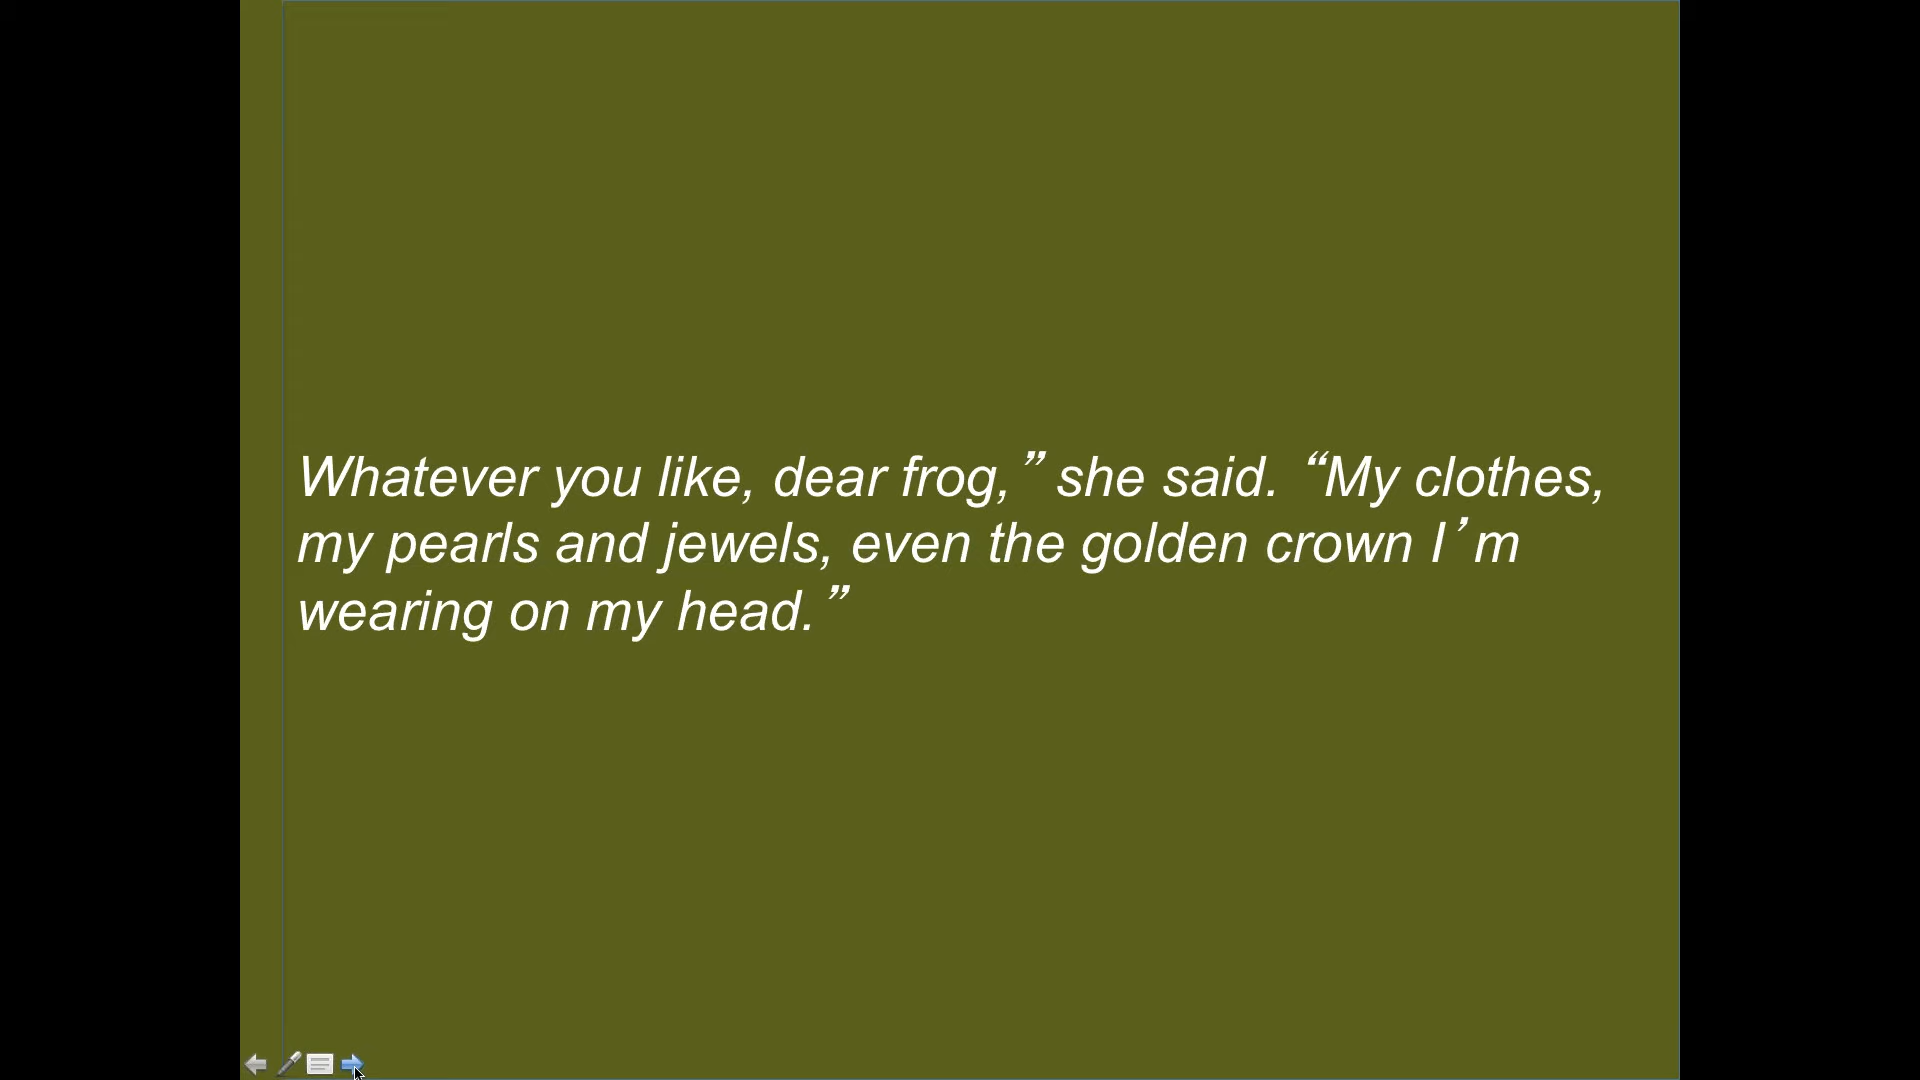 Whatever you like, dear frog,” she said. “My clothes,
my pearls and jewels, even the golden crown I’m
wearing on my head.”